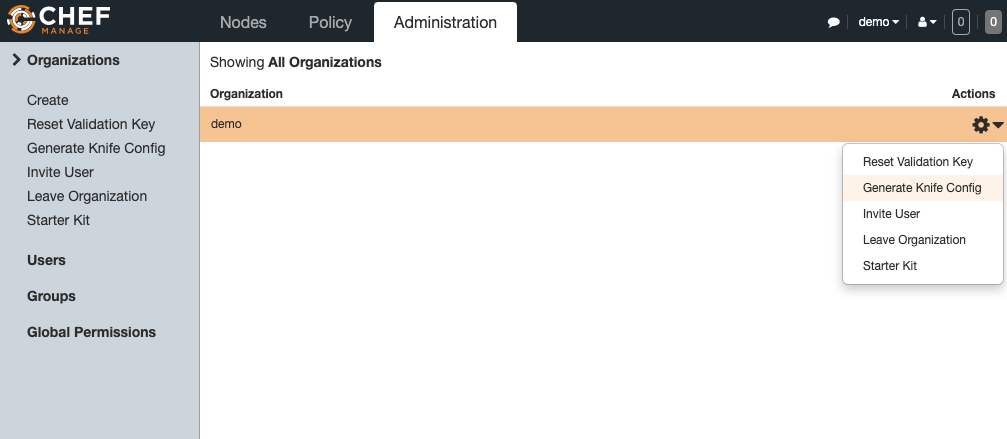 CHEF
MANAGE
Nodes
Policy
Administration
demo
0
0
Organizations
Create
Reset Validation Key
Generate Knife Config
Invite User
Leave Organization
Starter Kit
Users
Groups
Global Permissions
Showing All Organizations
Organization
Actions
demo
Reset Validation Key
Generate Knife Config
Invite User
Leave Organization
Starter Kit